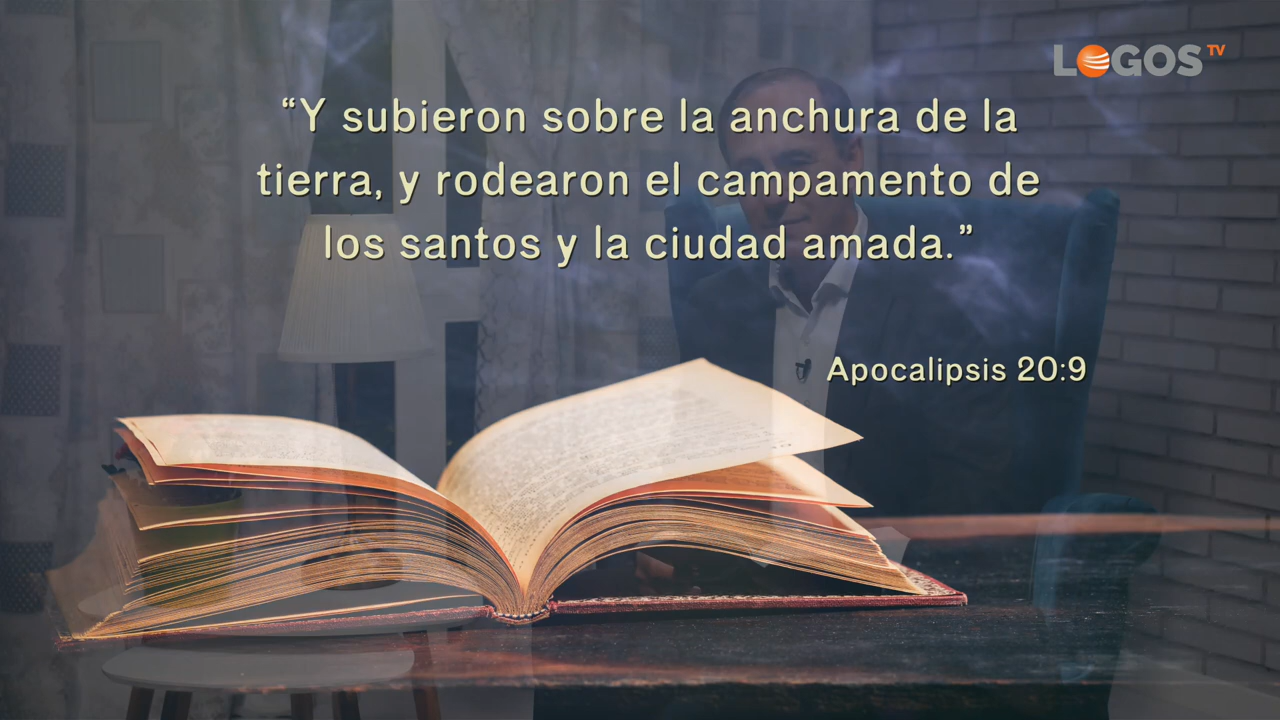 LOGOS TV
“Y subieron sobre la anchura de la
tierra, y rodearon el campamento de
los santos y la ciudad amada.”
Apocalipsis 20:9